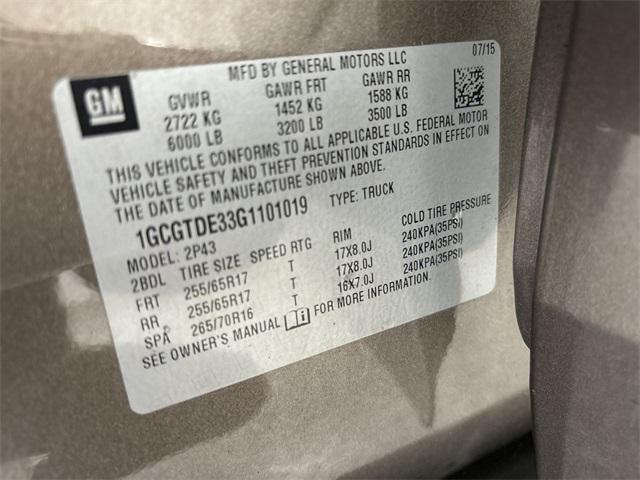 GM
MFD BY GENERAL MOTORS LLC 07/15
GVWR GAWR FRT GAWR RR
2722 KG 1452 KG 1588 KG
6000 LB 3200 LB 3500 LB
THIS VEHICLE CONFORMS TO ALL APPLICABLE U.S. FEDERAL MOTOR
VEHICLE SAFETY AND THEFT PREVENTION STANDARDS IN EFFECT ON
THE DATE OF MANUFACTURE SHOWN ABOVE.
1GCGTDE33G1101019 TYPE: TRUCK
MODEL: 2P43
2BDL TIRE SIZE SPEED RTG RIM COLD TIRE PRESSURE
FRT 255/65R17 T 17X8.0J 240KPA(35PSI)
RR 255/65R17 T 17X8.0J 240KPA(35PSI)
SPA 265/70R16 T 16X7.0J 240KPA(35PSI)
SEE OWNER'S MANUAL FOR MORE INFORMATION.